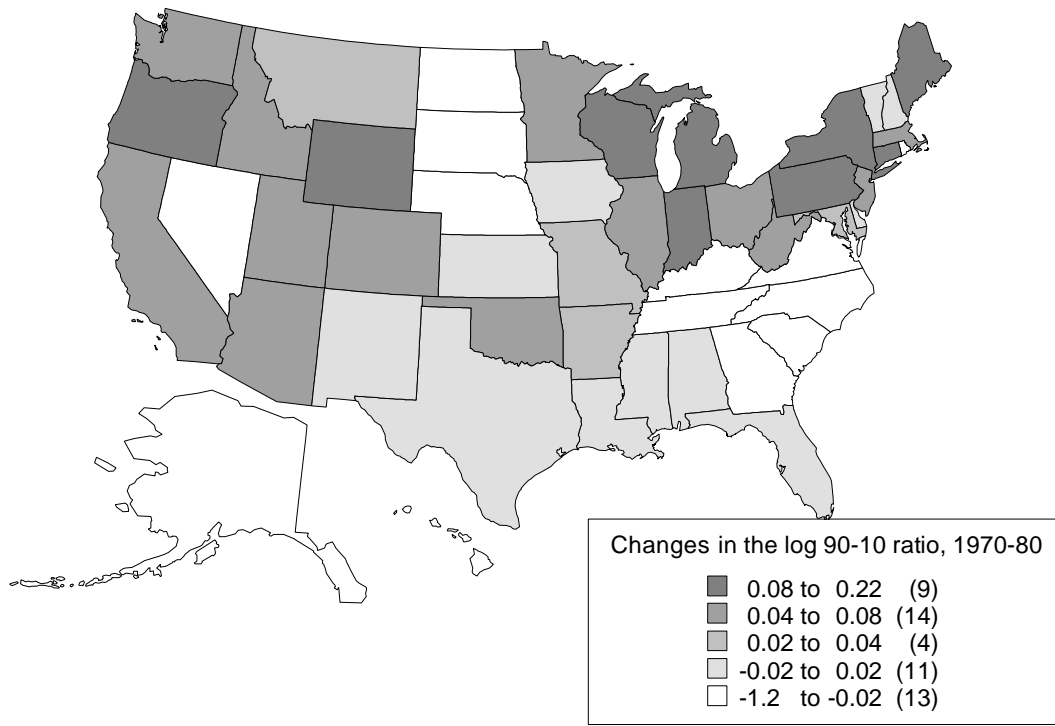 Changes in the log 90-10 ratio, 1970-80
0.08 to 0.22 (9)
0.04 to 0.08 (14)
0.02 to 0.04 (4)
-0.02 to 0.02 (11)
-1.2 to -0.02 (13)